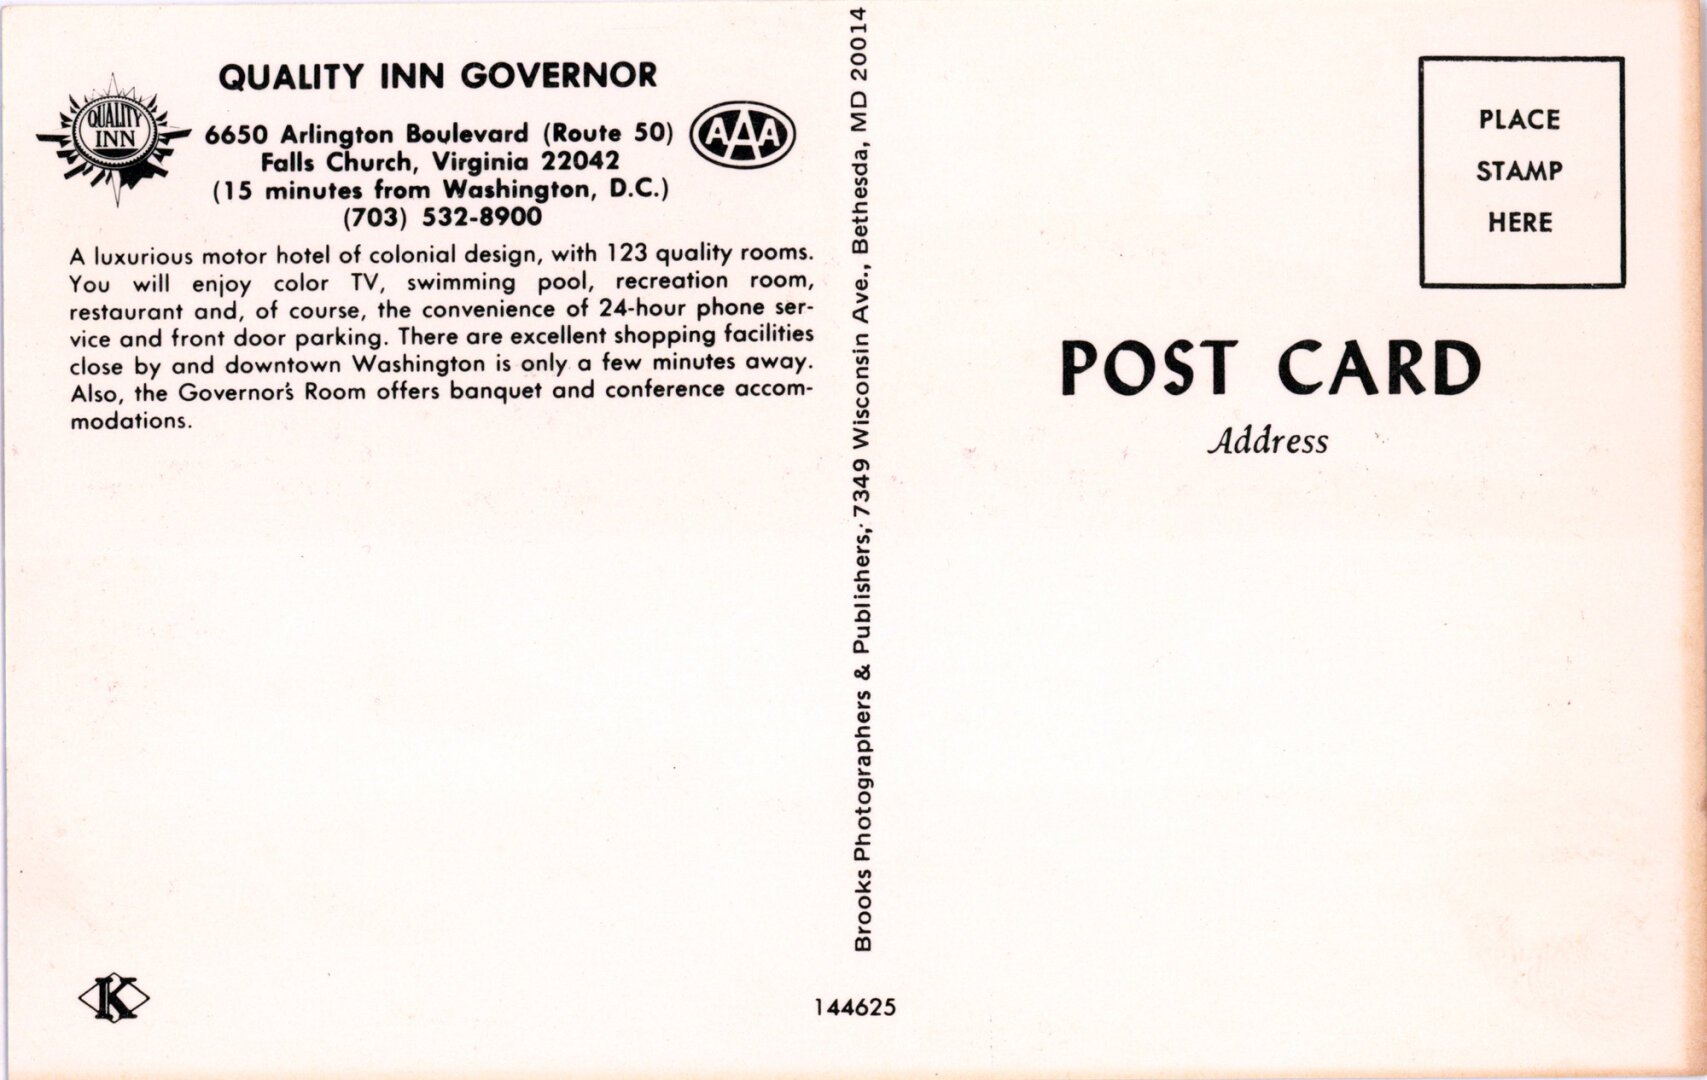 QUALITY INN GOVERNOR
QUALITY
INN
6650 Arlington Boulevard (Route 50)
Falls Church, Virginia 22042
(15 minutes from Washington, D.C.)
(703) 532-8900
AAA
A luxurious motor hotel of colonial design, with 123 quality rooms.
You will enjoy color TV, swimming pool, recreation room,
restaurant and, of course, the convenience of 24-hour phone ser-
vice and front door parking. There are excellent shopping facilities
close by and downtown Washington is only a few minutes away.
Also, the Governor's Room offers banquet and conference accom-
modations.
K
Brooks Photographers & Publishers, 7349 Wisconsin Ave., Bethesda, MD 20014
144625
PLACE
STAMP
HERE
POST CARD
Address